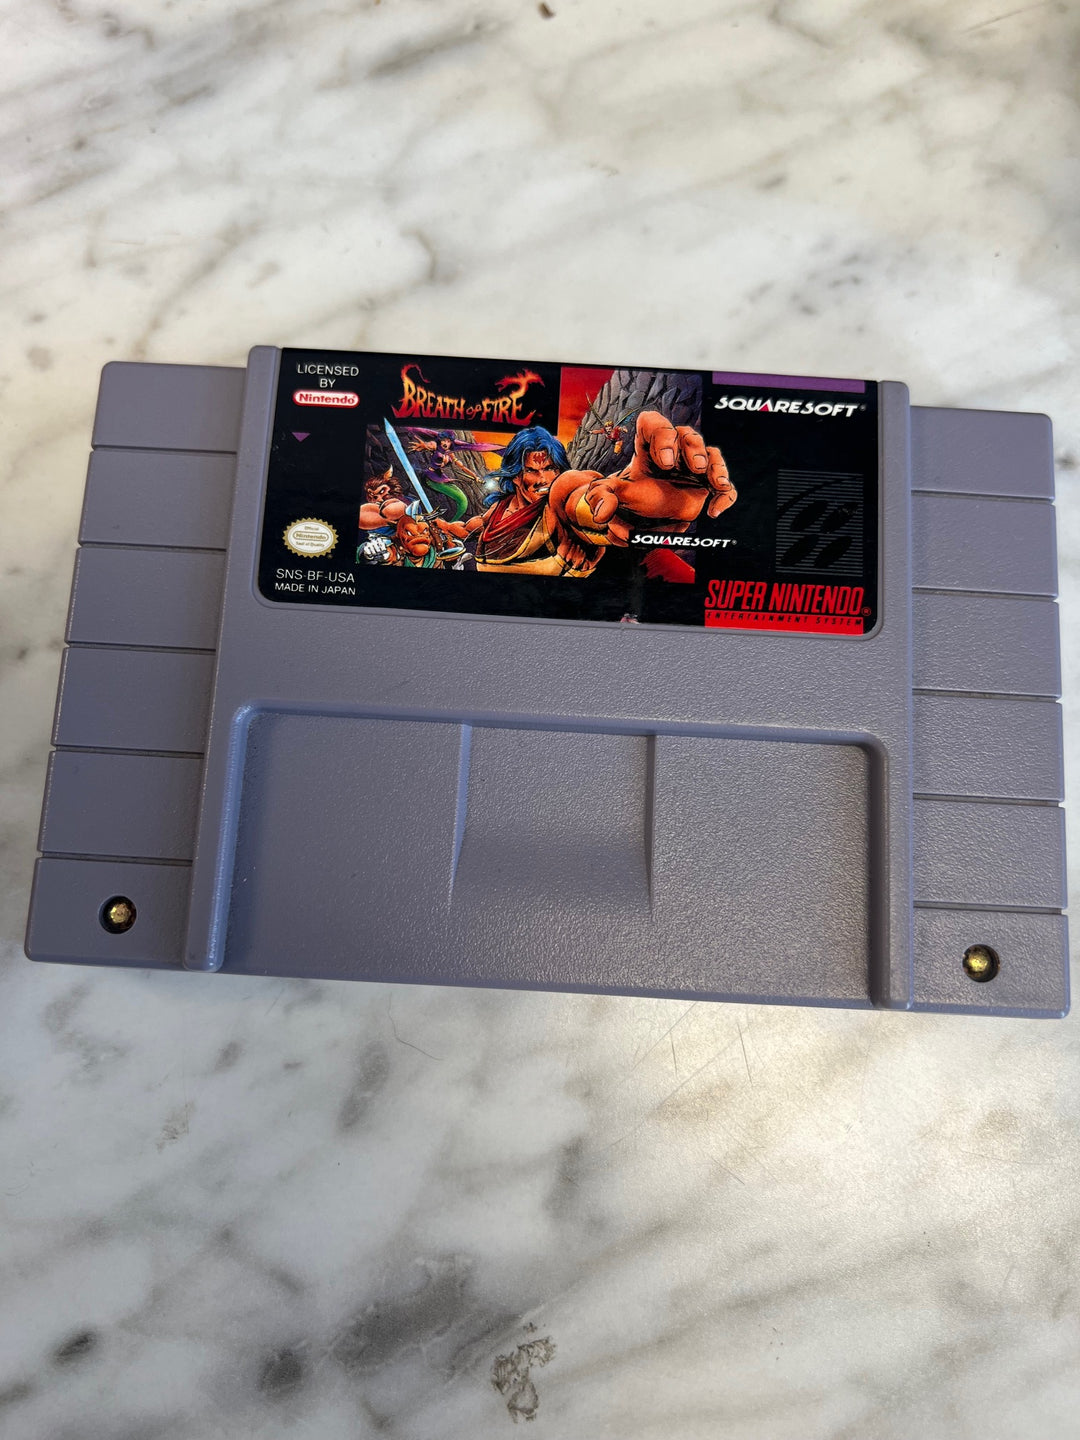 LICENSED
BY
Nintendo
BREATH OF FIRE
SQUARESOFT®
SQUARESOFT®
Official
Nintendo
Seal of Quality
SNS-BF-USA
MADE IN JAPAN
SUPER NINTENDO®
ENTERTAINMENT SYSTEM